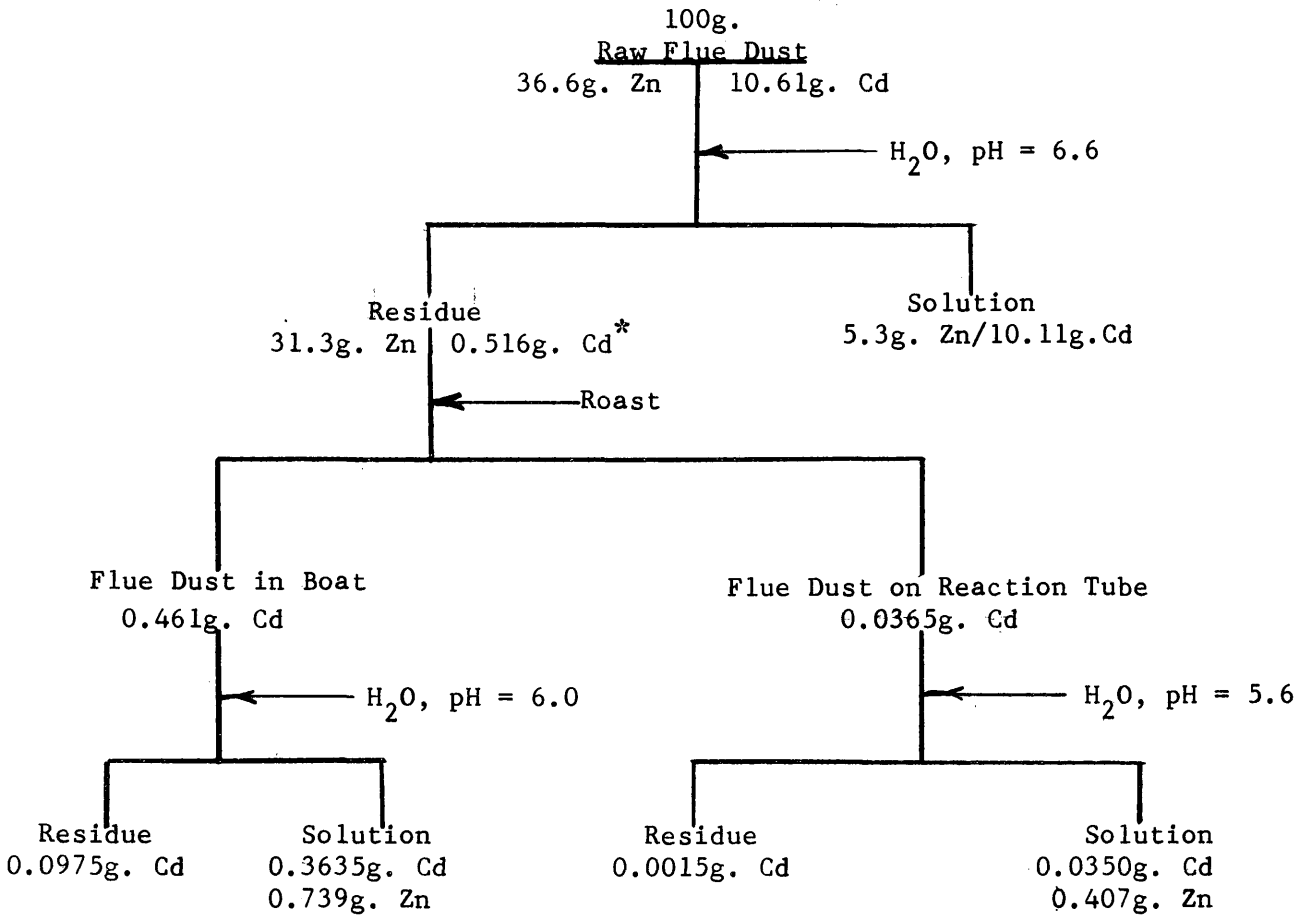 100g.
Raw Flue Dust
36.6g. Zn 10.61g. Cd
H₂O, pH = 6.6
Residue
31.3g. Zn 0.516g. Cd*
Solution
5.3g. Zn/10.11g.Cd
Roast
Flue Dust in Boat
0.461g. Cd
Flue Dust on Reaction Tube
0.0365g. Cd
H₂O, pH = 6.0
H₂O, pH = 5.6
Residue
0.0975g. Cd
Solution
0.3635g. Cd
0.739g. Zn
Residue
0.0015g. Cd
Solution
0.0350g. Cd
0.407g. Zn